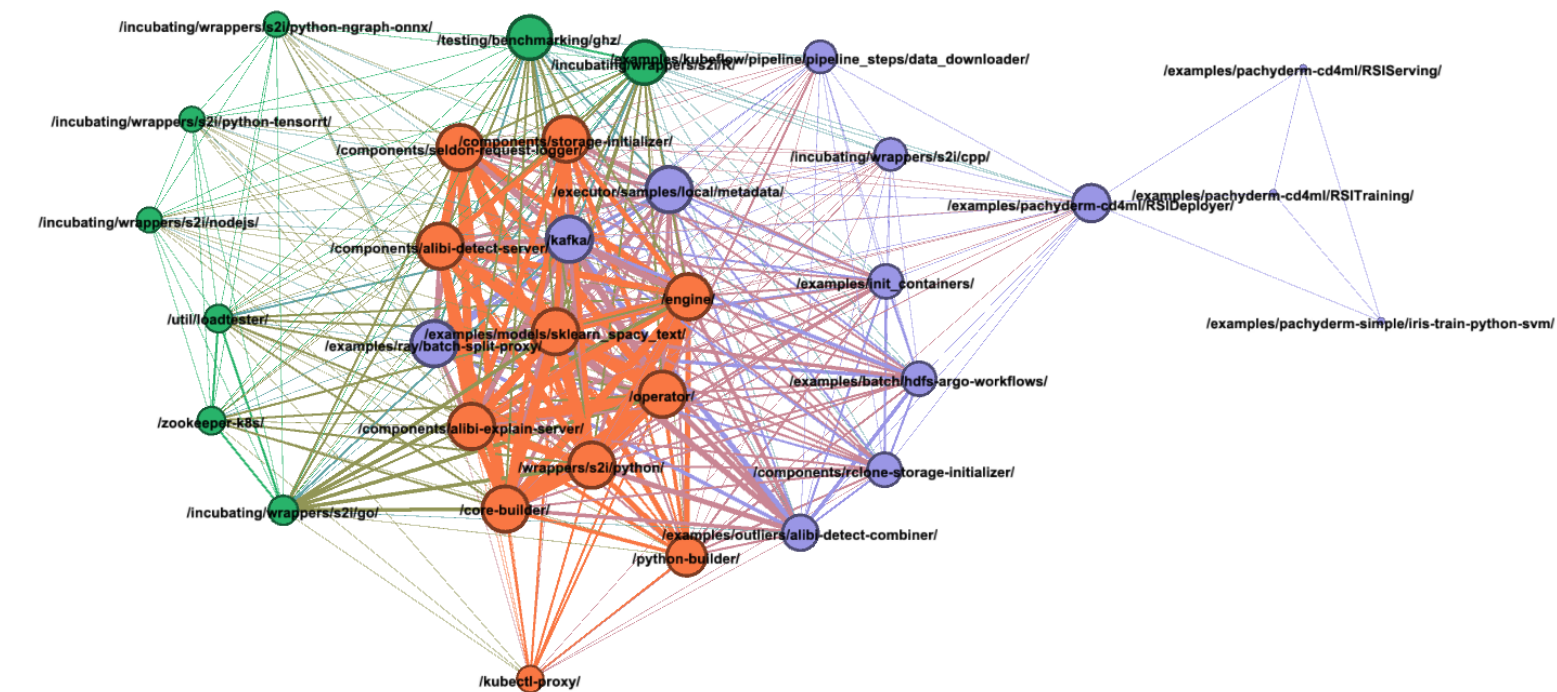 /incubating/wrappers/s2i/python-ngraph-onnx/
/testing/benchmarking/ghz/
/examples/kubeflow/pipeline/pipeline_steps/data_downloader/
/incubating/wrappers/s2i/R/
/examples/pachyderm-cd4ml/RSIServing/
/incubating/wrappers/s2i/python-tensorrt/
/components/storage-initializer/
/components/seldon-request-logger/
/incubating/wrappers/s2i/cpp/
/executor/samples/local/metadata/
/examples/pachyderm-cd4ml/RSITraining/
/examples/pachyderm-cd4ml/RSIDeployer/
/incubating/wrappers/s2i/nodejs/
/kafka/
/components/alibi-detect-server/
/examples/init_containers/
/engine/
/util/loadtester/
/examples/pachyderm-simple/iris-train-python-svm/
/examples/models/sklearn_spacy_text/
/examples/ray/batch-split-proxy/
/examples/batch/hdfs-argo-workflows/
/operator/
/zookeeper-k8s/
/components/alibi-explain-server/
/wrappers/s2i/python/
/components/rclone-storage-initializer/
/core-builder/
/incubating/wrappers/s2i/go/
/examples/outliers/alibi-detect-combiner/
/python-builder/
/kubectl-proxy/